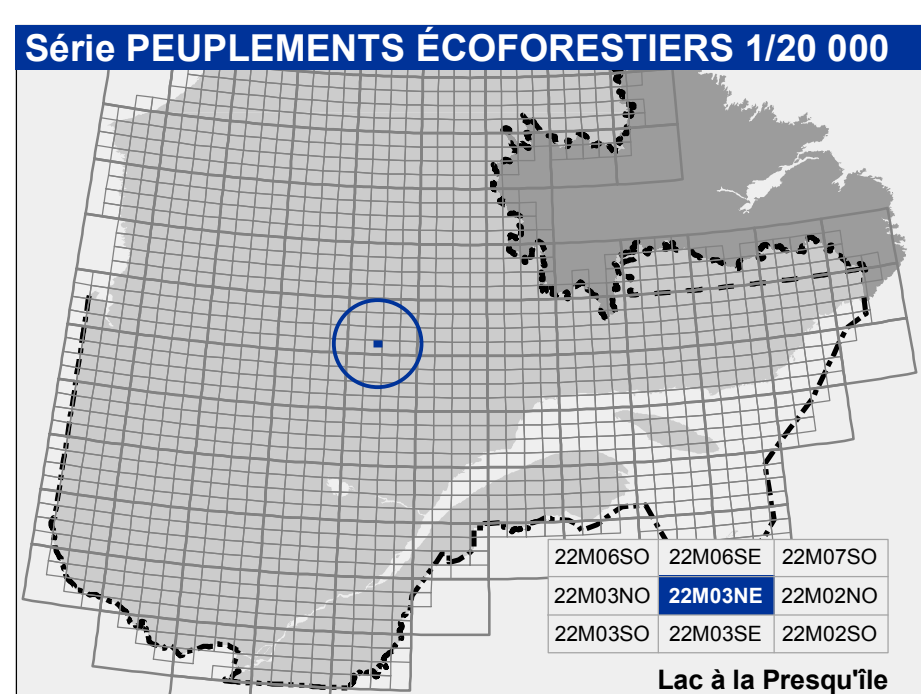 Série PEUPLEMENTS ÉCOFORESTIERS 1/20 000
22M06SO 22M06SE 22M07SO
22M03NO 22M03NE 22M02NO
22M03SO 22M03SE 22M02SO
Lac à la Presqu'île